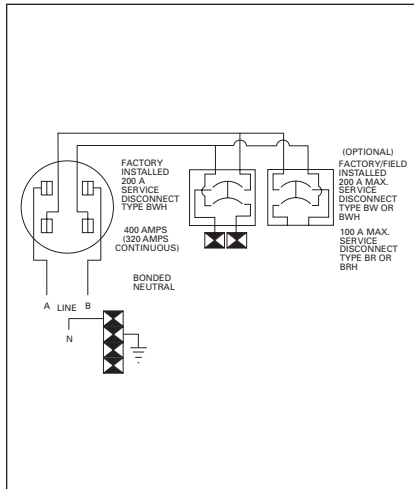 FACTORY
INSTALLED
200 A
SERVICE
DISCONNECT
TYPE BWH
400 AMPS
(320 AMPS
CONTINUOUS)
BONDED
NEUTRAL
(OPTIONAL)
FACTORY/FIELD
INSTALLED
200 A MAX.
SERVICE
DISCONNECT
TYPE BW OR
BWH
100 A MAX.
SERVICE
DISCONNECT
TYPE BR OR
BRH
A LINE B
N